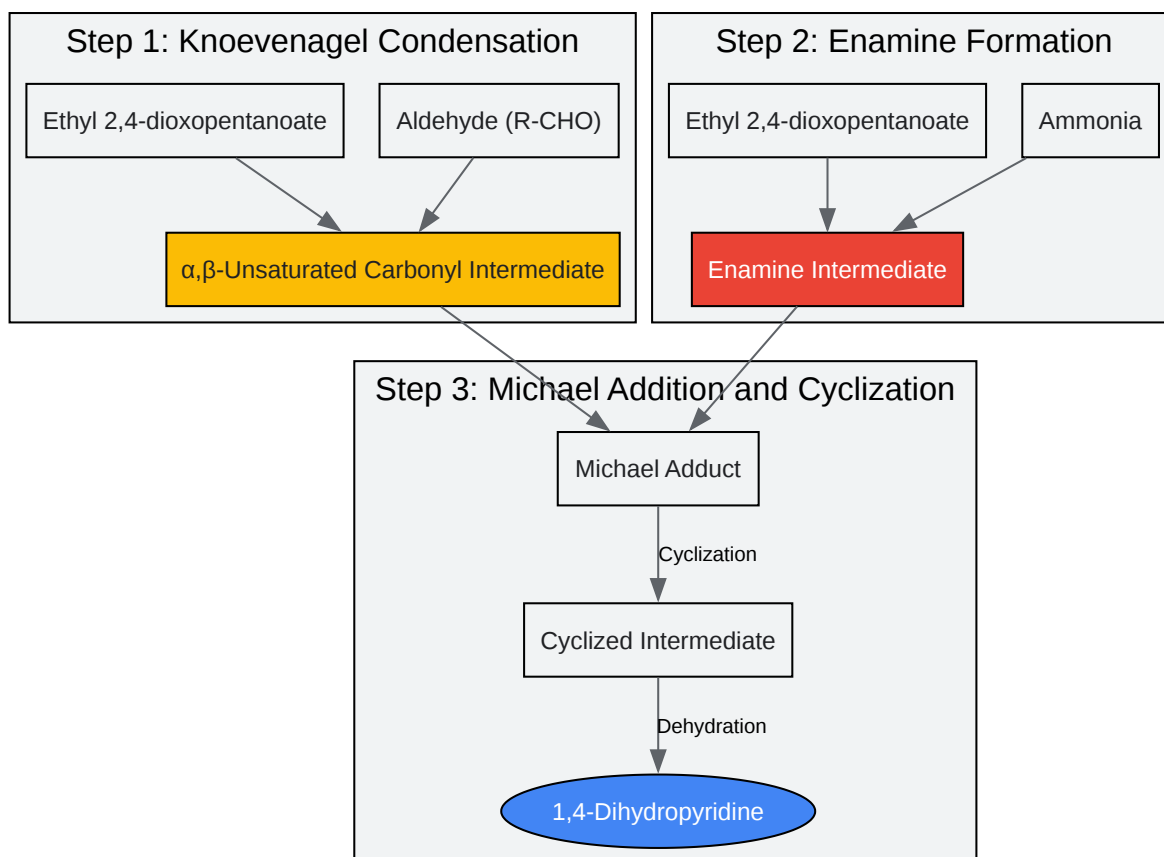 Step 1: Knoevenagel Condensation
Ethyl 2,4-dioxopentanoate
Aldehyde (R-CHO)
α,β-Unsaturated Carbonyl Intermediate
Step 2: Enamine Formation
Ethyl 2,4-dioxopentanoate
Ammonia
Enamine Intermediate
Step 3: Michael Addition and Cyclization
Michael Adduct
Cyclization
Cyclized Intermediate
Dehydration
1,4-Dihydropyridine